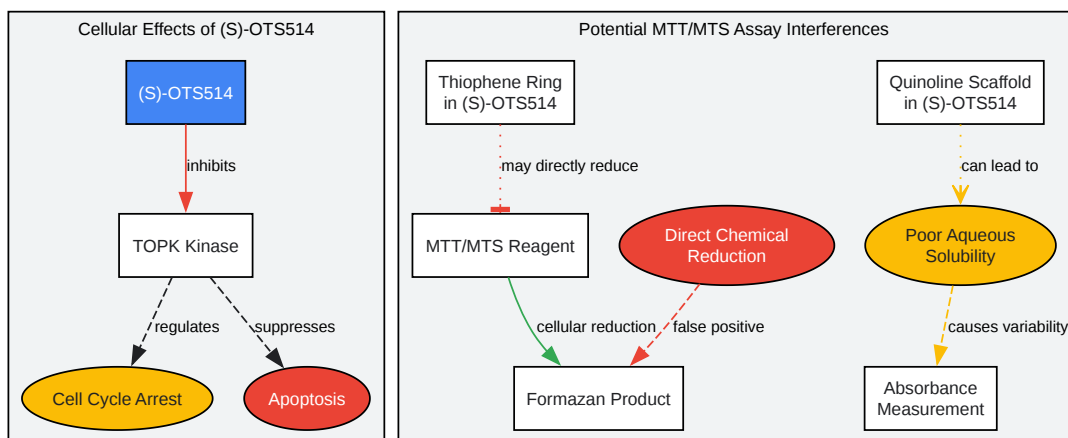 Cellular Effects of (S)-OTS514
(S)-OTS514
inhibits
TOPK Kinase
regulates
suppresses
Cell Cycle Arrest
Apoptosis
Potential MTT/MTS Assay Interferences
Thiophene Ring
in (S)-OTS514
Quinoline Scaffold
in (S)-OTS514
may directly reduce
can lead to
MTT/MTS Reagent
Direct Chemical
Reduction
Poor Aqueous
Solubility
cellular reduction
false positive
causes variability
Formazan Product
Absorbance
Measurement